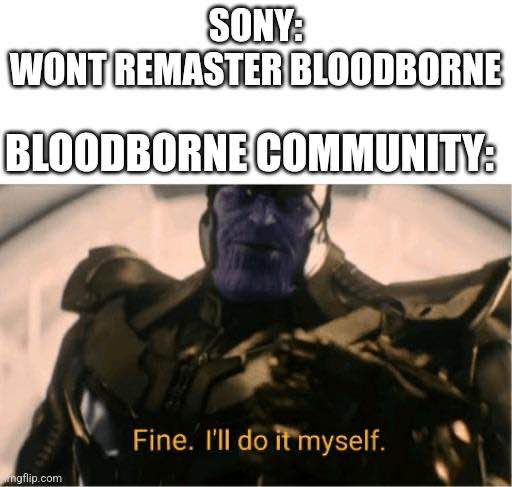 SONY:
WONT REMASTER BLOODBORNE
BLOODBORNE COMMUNITY:
Fine. I'll do it myself.
imgflip.com